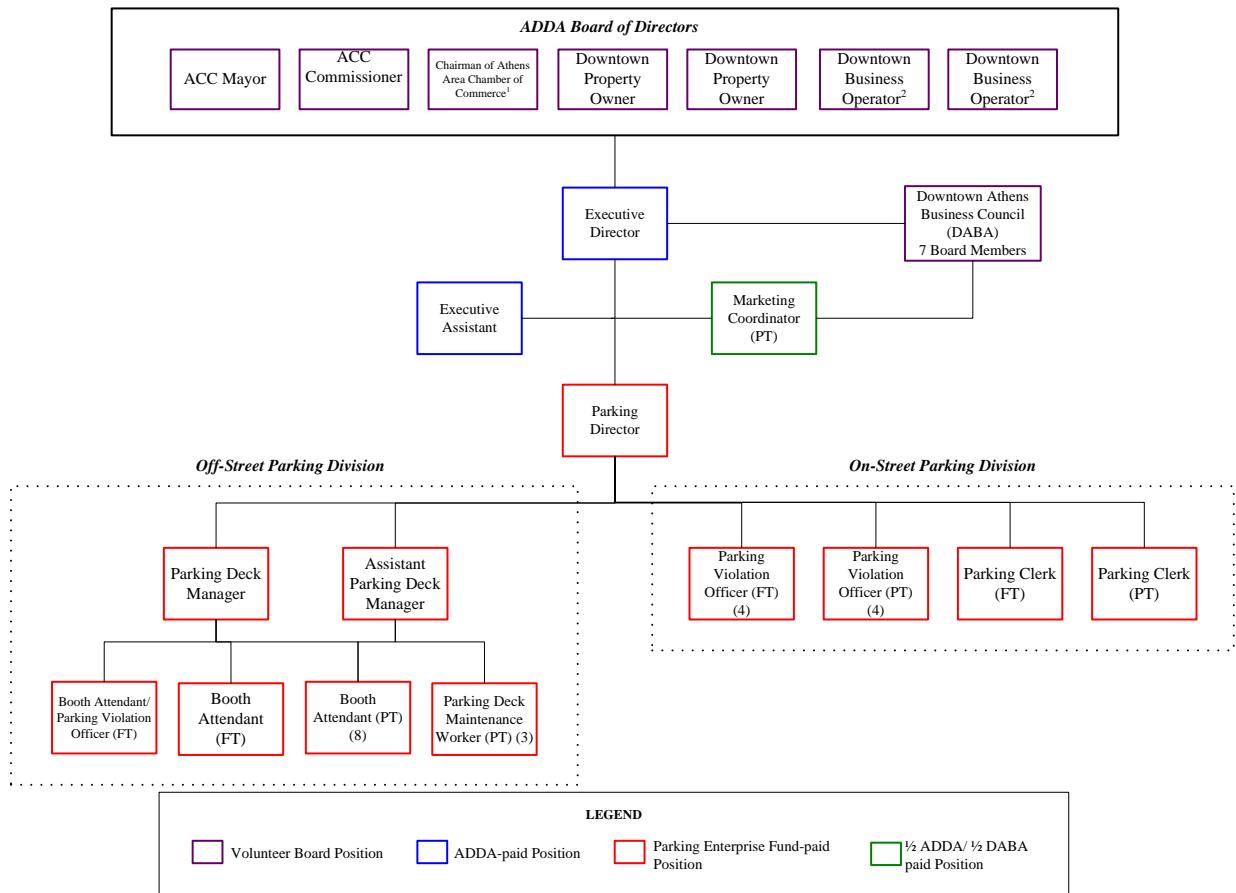 ADDA Board of Directors
ACC Mayor
ACC
Commissioner
Chairman of Athens
Area Chamber of
Commerce¹
Downtown
Property
Owner
Downtown
Property
Owner
Downtown
Business
Operator²
Downtown
Business
Operator²
Executive
Director
Downtown Athens
Business Council
(DABA)
7 Board Members
Executive
Assistant
Marketing
Coordinator
(PT)
Parking
Director
Off-Street Parking Division
On-Street Parking Division
Parking Deck
Manager
Assistant
Parking Deck
Manager
Parking
Violation
Officer (FT)
(4)
Parking
Violation
Officer (PT)
(4)
Parking Clerk
(FT)
Parking Clerk
(PT)
Booth Attendant/
Parking Violation
Officer (FT)
Booth
Attendant
(FT)
Booth
Attendant (PT)
(8)
Parking Deck
Maintenance
Worker (PT) (3)
LEGEND
Volunteer Board Position
ADDA-paid Position
Parking Enterprise Fund-paid
Position
½ ADDA/ ½ DABA
paid Position